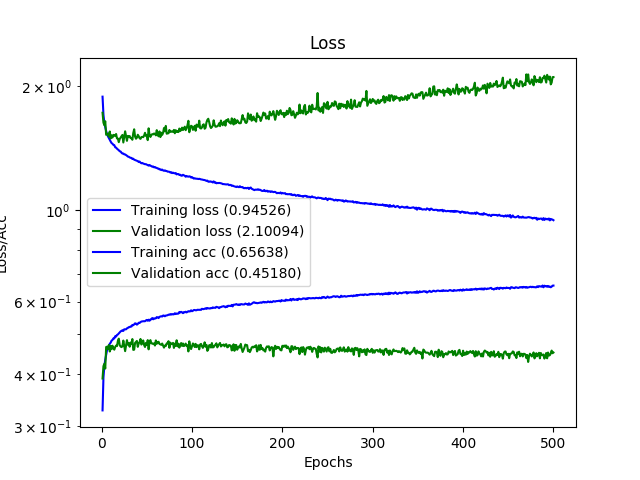 Loss
2 × 10⁰
10⁰
6 × 10⁻¹
4 × 10⁻¹
3 × 10⁻¹
Loss/Acc
Training loss (0.94526)
Validation loss (2.10094)
Training acc (0.65638)
Validation acc (0.45180)
0 100 200 300 400 500
Epochs